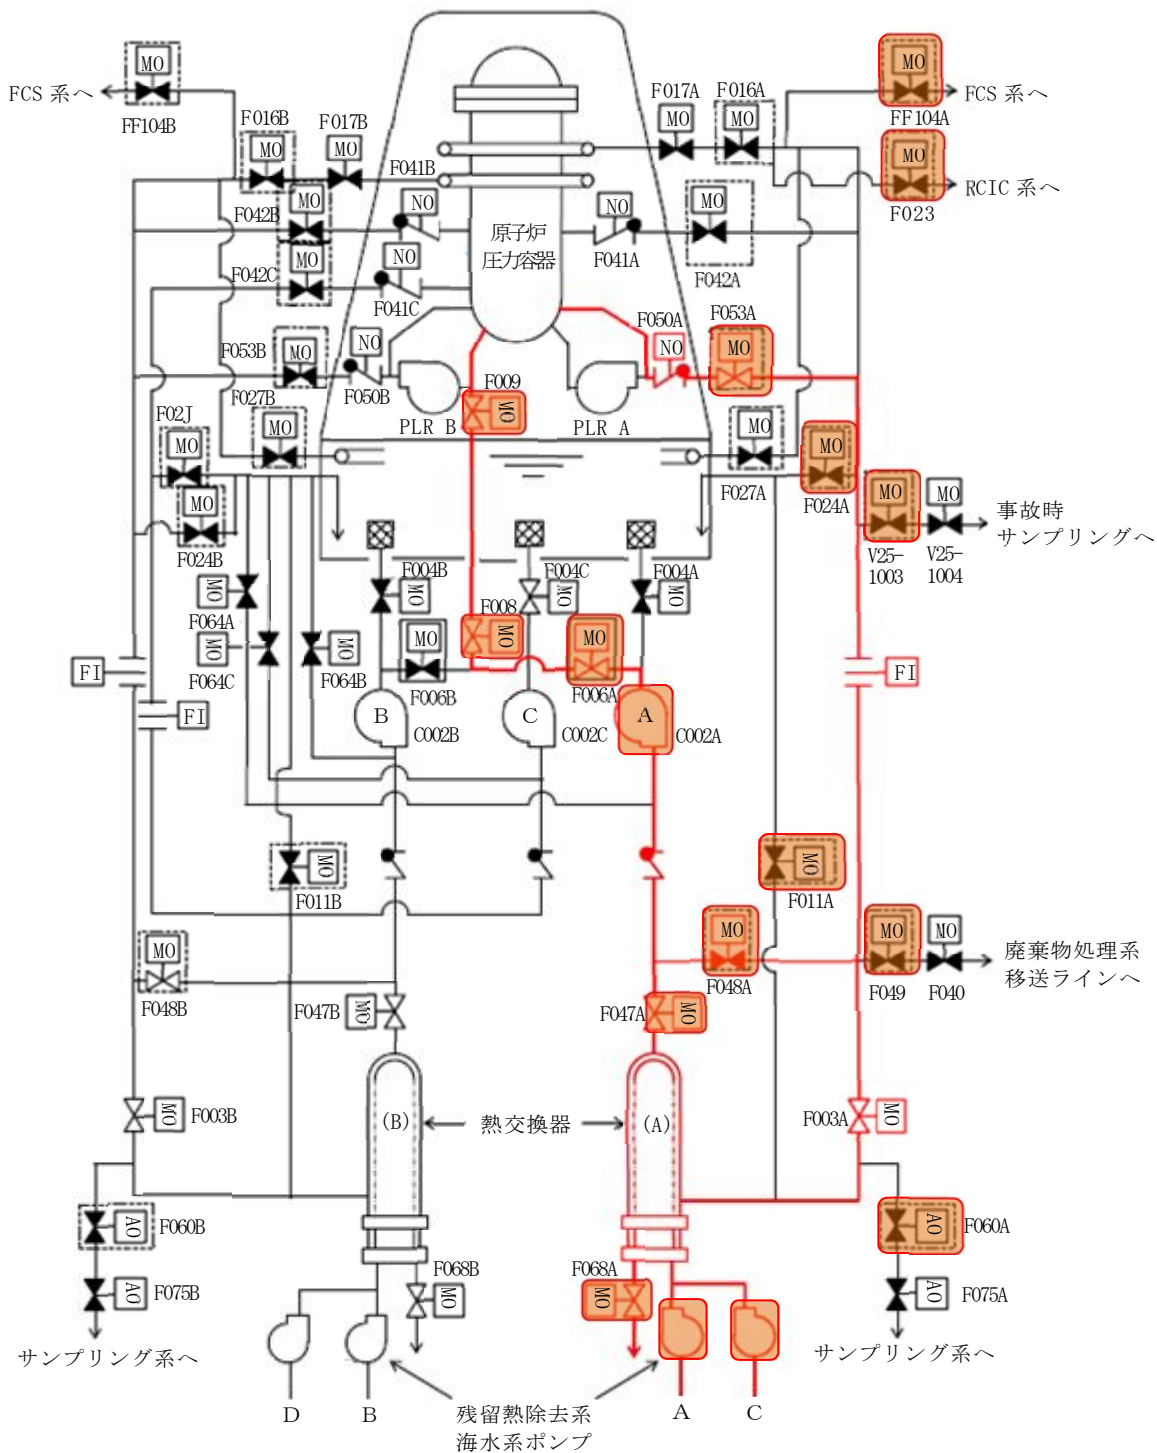 MO
FCS 系へ
FF104B
F016B
F017B
MO
MO
F041B
F017A
F016A
MO
MO
MO
FCS 系へ
FF104A
MO
RCIC 系へ
F023
MO
F042B
NO
MO
F042C
NO
F041C
原子炉
圧力容器
NO
F041A
MO
F042A
F053B
MO
NO
F050B
F050A
NO
F053A
MO
F009
MO
PLR B
PLR A
F027B
MO
F02J
MO
MO
F024B
MO
F027A
MO
F024A
MO
MO
V25-
1003
V25-
1004
事故時
サンプリングへ
F004B
MO
F004C
MO
F004A
MO
MO
F064A
MO
F064C
MO
F064B
F008
MO
MO
F006B
MO
F006A
FI
FI
FI
B
C002B
C
C002C
A
C002A
MO
F011B
MO
F011A
MO
F048B
MO
F048A
MO
F049
MO
F040
廃棄物処理系
移送ラインへ
F047B
MO
F047A
MO
MO
F003B
(B)
熱交換器
(A)
F003A
MO
AO
F060B
AO
F075B
サンプリング系へ
F068B
MO
F068A
MO
AO
F060A
AO
F075A
サンプリング系へ
D
B
残留熱除去系
海水系ポンプ
A
C